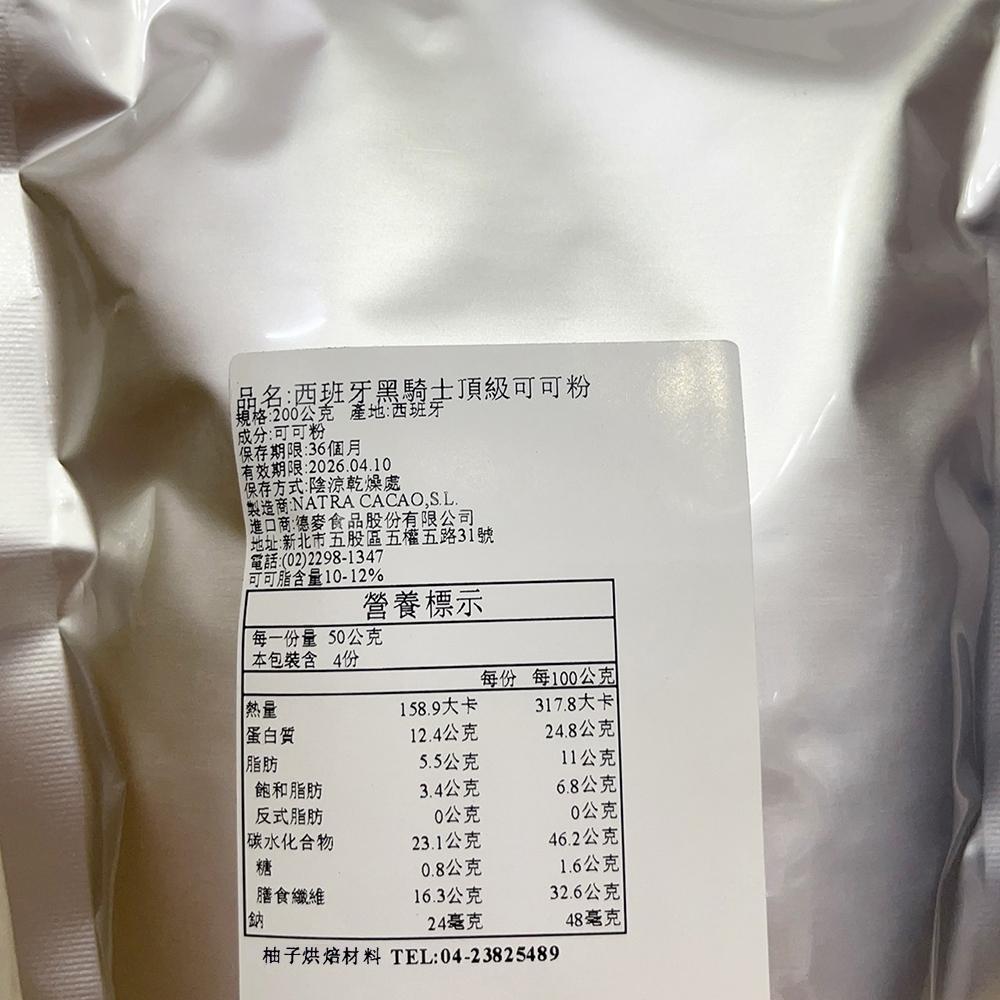 品名:西班牙黑騎士頂級可可粉
規格:200公克 產地:西班牙
成分:可可粉
保存期限:36個月
有效期限:2026.04.10
保存方式:陰涼乾燥處
製造商:NATRA CACAO,S.L.
進口商:德麥食品股份有限公司
地址:新北市五股區五權五路31號
電話:(02)2298-1347
可可脂含量10-12%
營養標示
每一份量 50公克
本包裝含 4份
每份 每100公克
熱量 158.9大卡 317.8大卡
蛋白質 12.4公克 24.8公克
脂肪 5.5公克 11公克
飽和脂肪 3.4公克 6.8公克
反式脂肪 0公克 0公克
碳水化合物 23.1公克 46.2公克
糖 0.8公克 1.6公克
膳食纖維 16.3公克 32.6公克
鈉 24毫克 48毫克
柚子烘焙材料 TEL:04-23825489